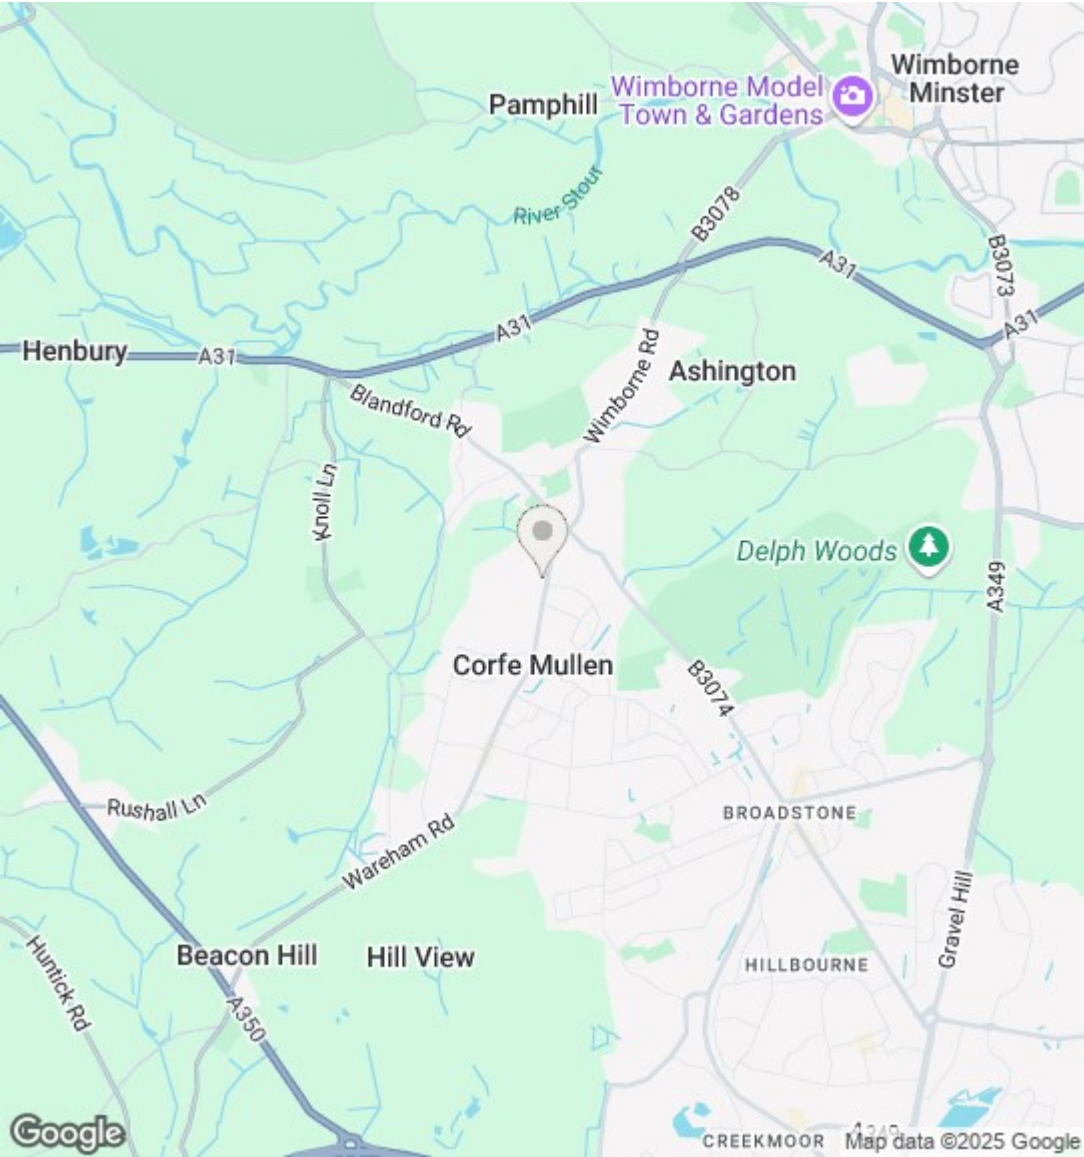 Wimborne
Minster
Wimborne Model
Town & Gardens
Pamphill
River Stour
B3078
B3073
A31
A31
A31
A31
Henbury
Ashington
Wimborne Rd
Blandford Rd
Knoll Ln
Delph Woods
A349
Corfe Mullen
B3074
Rushall Ln
BROADSTONE
Wareham Rd
Gravel Hill
Beacon Hill
Hill View
HILLBOURNE
Huntick Rd
A350
Google
CREEKMOOR
Map data ©2025 Google